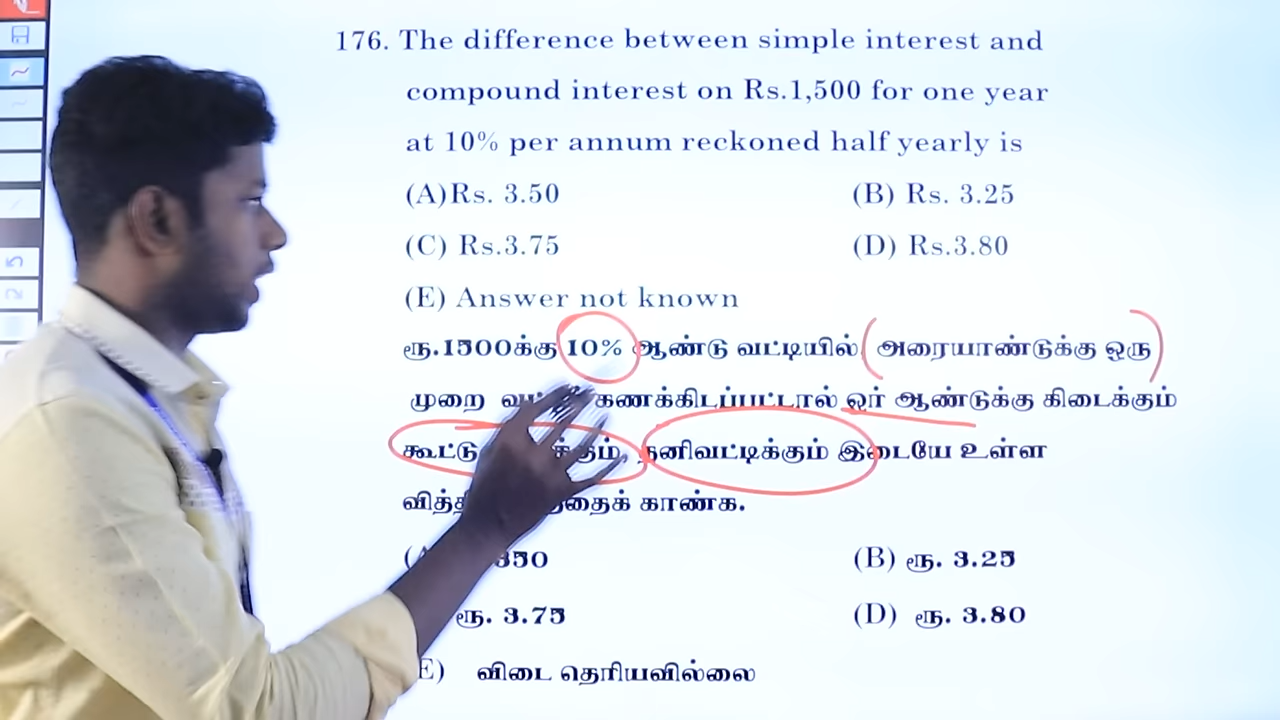 176. The difference between simple interest and
compound interest on Rs.1,500 for one year
at 10% per annum reckoned half yearly is
(A)Rs. 3.50 (B) Rs. 3.25
(C) Rs.3.75 (D) Rs.3.80
(E) Answer not known
ரூ.1500க்கு 10% ஆண்டு வட்டியில் அரையாண்டுக்கு ஒரு
முறை கணக்கிடப்பட்டால் ஓர் ஆண்டுக்கு கிடைக்கும்
தனிவட்டிக்கும் இடையே உள்ள
காண்க.
(B) ரூ. 3.25
ரூ. 3.75 (D) ரூ. 3.80
E) விடை தெரியவில்லை